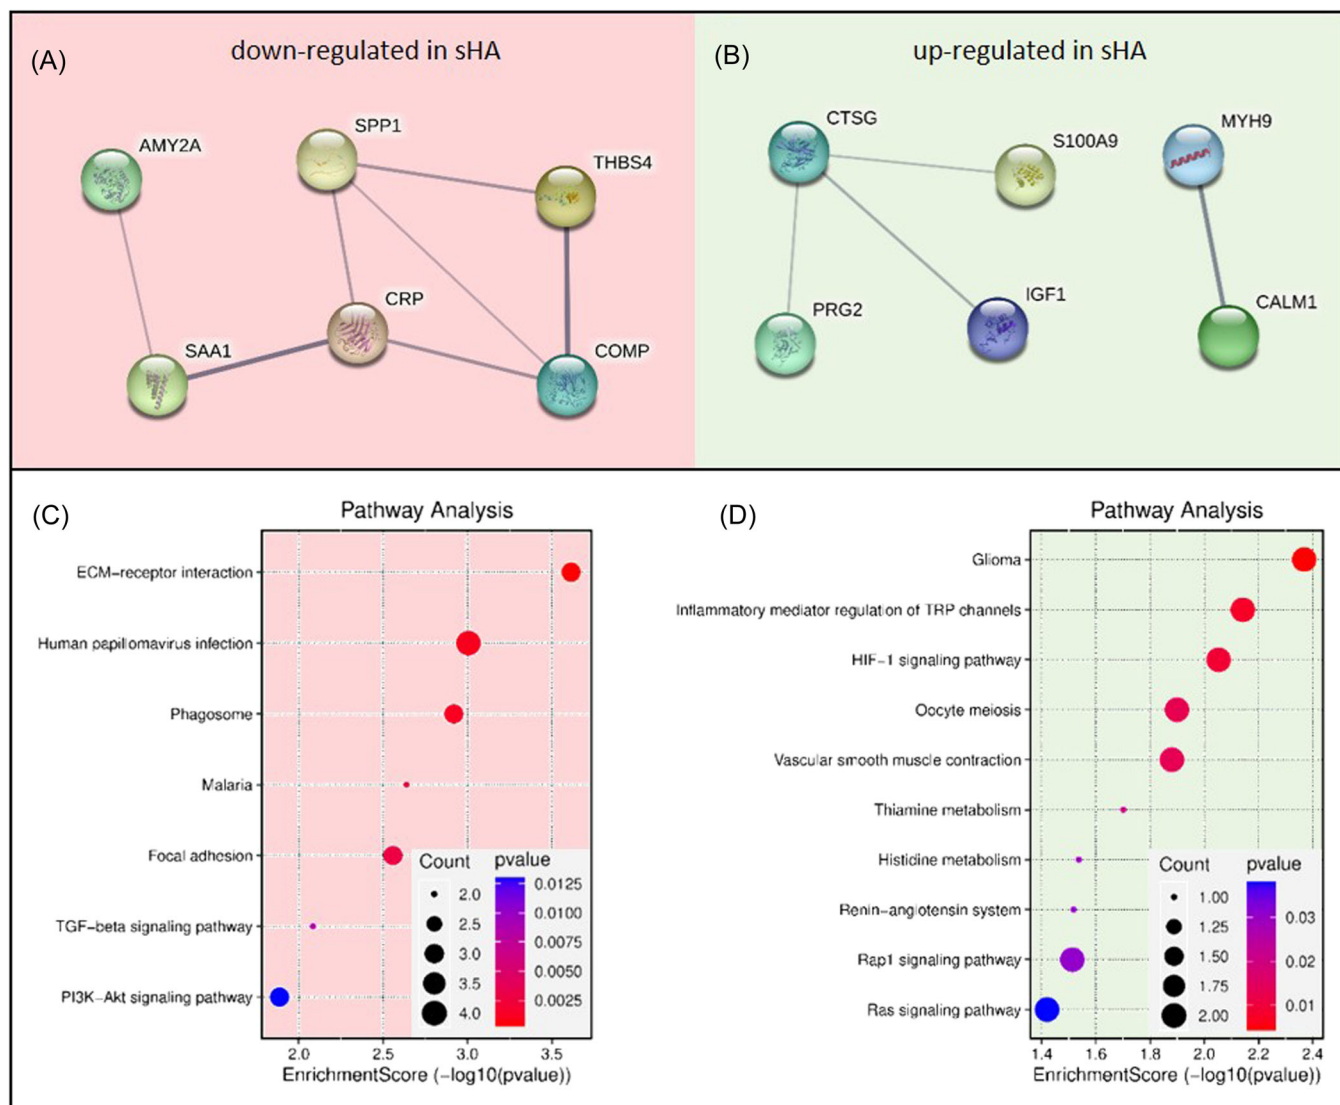 (A)
down-regulated in sHA
AMY2A
SPP1
THBS4
CRP
SAA1
COMP
(B)
up-regulated in sHA
CTSG
MYH9
S100A9
PRG2
IGF1
CALM1
(C)
Pathway Analysis
ECM-receptor interaction
Human papillomavirus infection
Phagosome
Malaria
Focal adhesion
TGF-beta signaling pathway
PI3K-Akt signaling pathway
Count
2.0
2.5
3.0
3.5
4.0
pvalue
0.0125
0.0100
0.0075
0.0050
0.0025
2.0 2.5 3.0 3.5
EnrichmentScore (-log10(pvalue))
(D)
Pathway Analysis
Glioma
Inflammatory mediator regulation of TRP channels
HIF-1 signaling pathway
Oocyte meiosis
Vascular smooth muscle contraction
Thiamine metabolism
Histidine metabolism
Renin-angiotensin system
Rap1 signaling pathway
Ras signaling pathway
Count
1.00
1.25
1.50
1.75
2.00
pvalue
0.03
0.02
0.01
1.4 1.6 1.8 2.0 2.2 2.4
EnrichmentScore (-log10(pvalue))